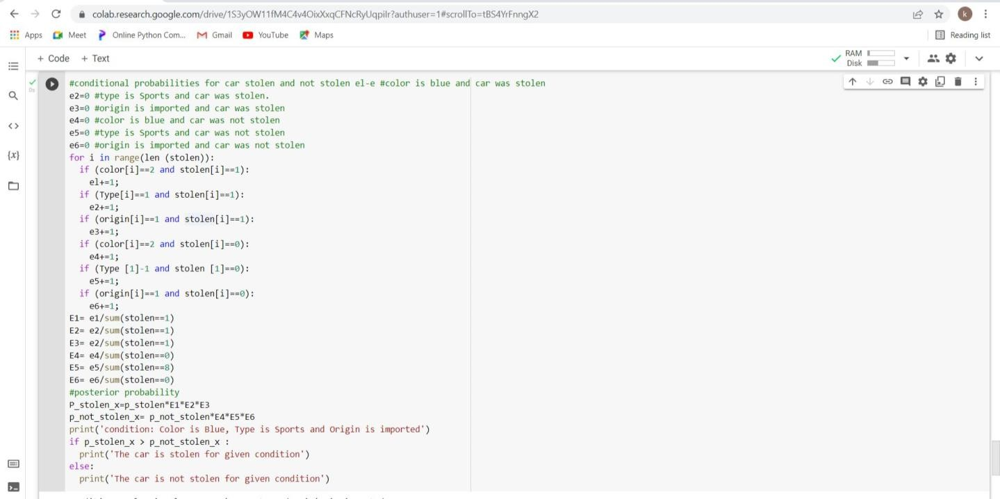 colab.research.google.com/drive/1S3yOW11fM4C4v4OixXxqCFNcRyUqpilr?authuser=1#scrollTo=tBS4YrFnngX2
k
Apps Meet Online Python Com... Gmail YouTube Maps Reading list
+ Code + Text
RAM
Disk
0s
#conditional probabilities for car stolen and not stolen el-e #color is blue and car was stolen
e2=0 #type is Sports and car was stolen.
e3=0 #origin is imported and car was stolen
e4=0 #color is blue and car was not stolen
e5=0 #type is Sports and car was not stolen
e6=0 #origin is imported and car was not stolen
for i in range(len (stolen)):
if (color[i]==2 and stolen[i]==1):
el+=1;
if (Type[i]==1 and stolen[i]==1):
e2+=1;
if (origin[i]==1 and stolen[i]==1):
e3+=1;
if (color[i]==2 and stolen[i]==0):
e4+=1;
if (Type [1]-1 and stolen [1]==0):
e5+=1;
if (origin[i]==1 and stolen[i]==0):
e6+=1;
E1= e1/sum(stolen==1)
E2= e2/sum(stolen==1)
E3= e2/sum(stolen==1)
E4= e4/sum(stolen==0)
E5= e5/sum(stolen==8)
E6= e6/sum(stolen==0)
#posterior probability
P_stolen_x=p_stolen*E1*E2*E3
p_not_stolen_x= p_not_stolen*E4*E5*E6
print('condition: Color is Blue, Type is Sports and Origin is imported')
if p_stolen_x > p_not_stolen_x :
print('The car is stolen for given condition')
else:
print('The car is not stolen for given condition')